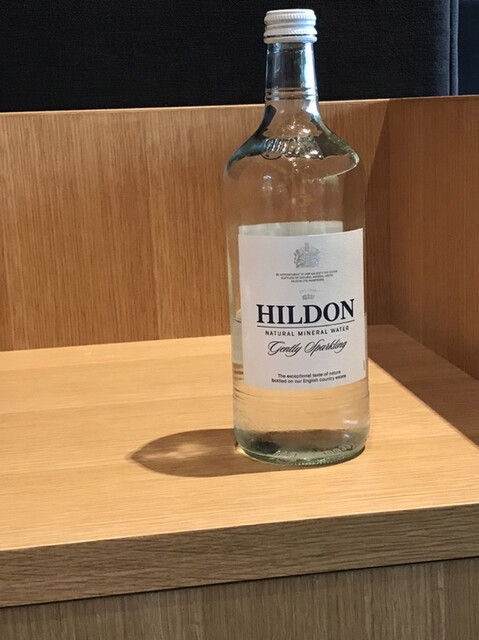 HILDON
NATURAL MINERAL WATER
Gently Sparkling
The exceptional taste of nature
Bottled on our English country estate